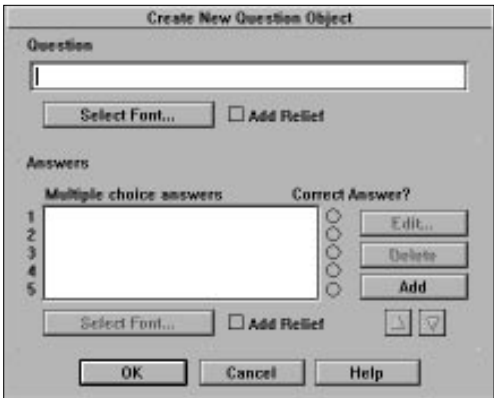 Create New Question Object
Question
Select Font... Add Relief
Answers
Multiple choice answers Correct Answer?
1 Edit...
2
3 Delete
4
5 Add
Select Font... Add Relief
OK Cancel Help